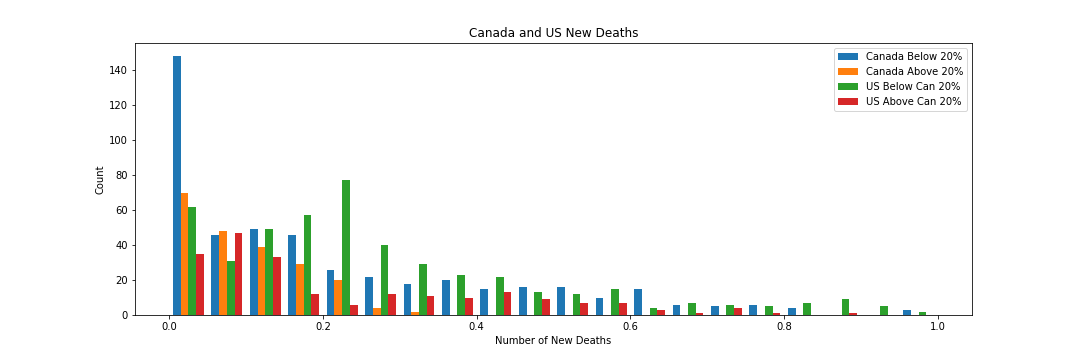 Canada and US New Deaths
Canada Below 20%
Canada Above 20%
US Below Can 20%
US Above Can 20%
Count
140
120
100
80
60
40
20
0
0.0 0.2 0.4 0.6 0.8 1.0
Number of New Deaths